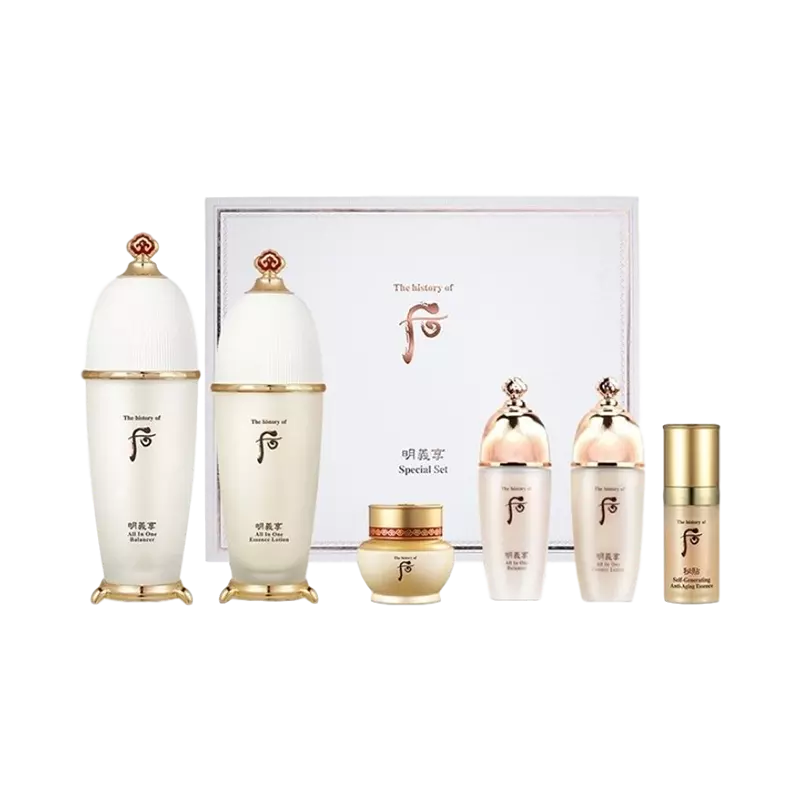 The history of
后
明義享
Special Set
The history of
后
明義享
All In One
Balancer
The history of
后
明義享
All In One
Essence Lotion
The history of
后
The history of
后
明義享
All In One
Balancer
The history of
后
明義享
All In One
Essence Lotion
The history of
后
秘貼
Self-Generating
Anti-Aging Essence